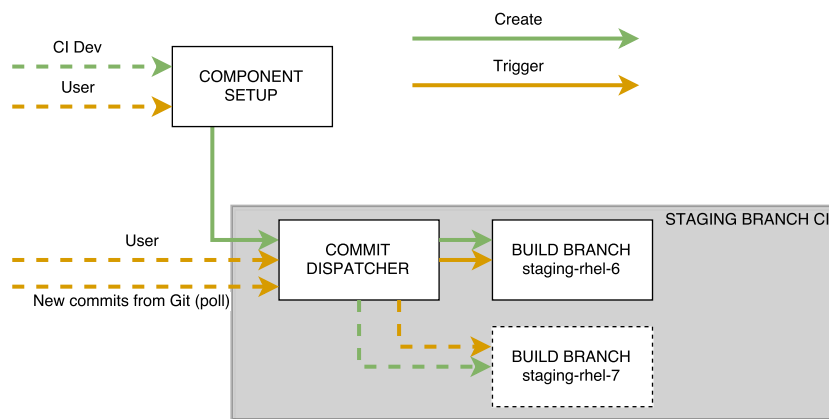 Create
CI Dev
Trigger
User
COMPONENT
SETUP
STAGING BRANCH CI
User
COMMIT
DISPATCHER
BUILD BRANCH
staging-rhel-6
New commits from Git (poll)
BUILD BRANCH
staging-rhel-7